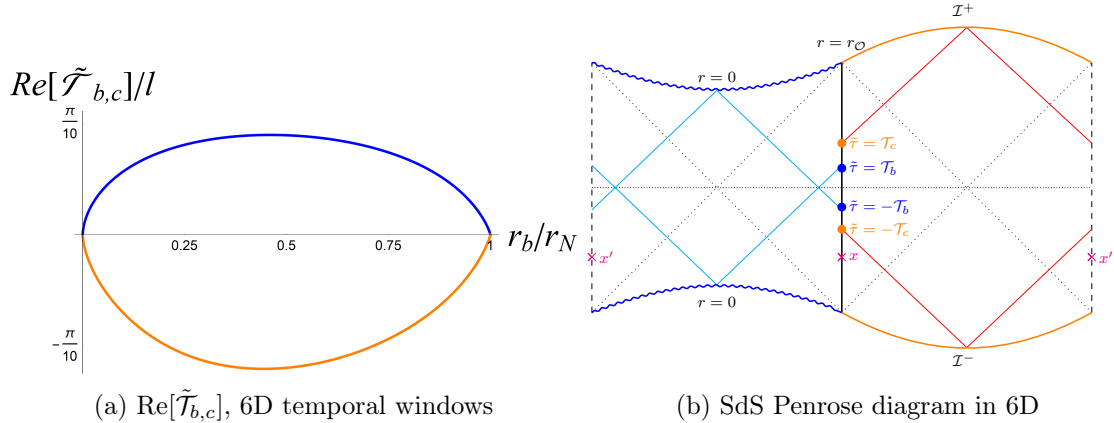 Re[𝒯̃ b,c]/l
π/10
0.25
0.5
0.75
1
r_b/r_N
-π/10
(a) Re[𝒯̃_{b,c}], 6D temporal windows
ℐ⁺
r = r_𝒪
r = 0
τ̃ = 𝒯_c
τ̃ = 𝒯_b
τ̃ = −𝒯_b
τ̃ = −𝒯_c
x′
x
x′
r = 0
ℐ⁻
(b) SdS Penrose diagram in 6D